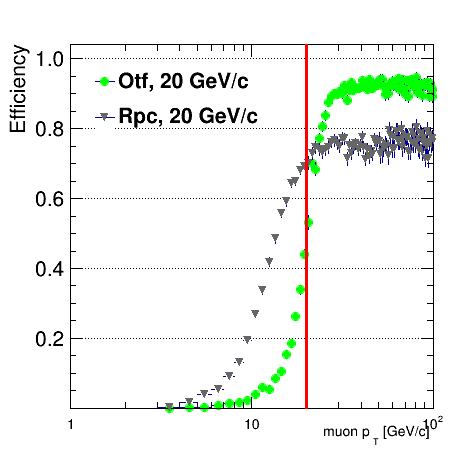 Efficiency
1.0
Otf, 20 GeV/c
Rpc, 20 GeV/c
0.8
0.6
0.4
0.2
1
10
10²
muon p_T [GeV/c]